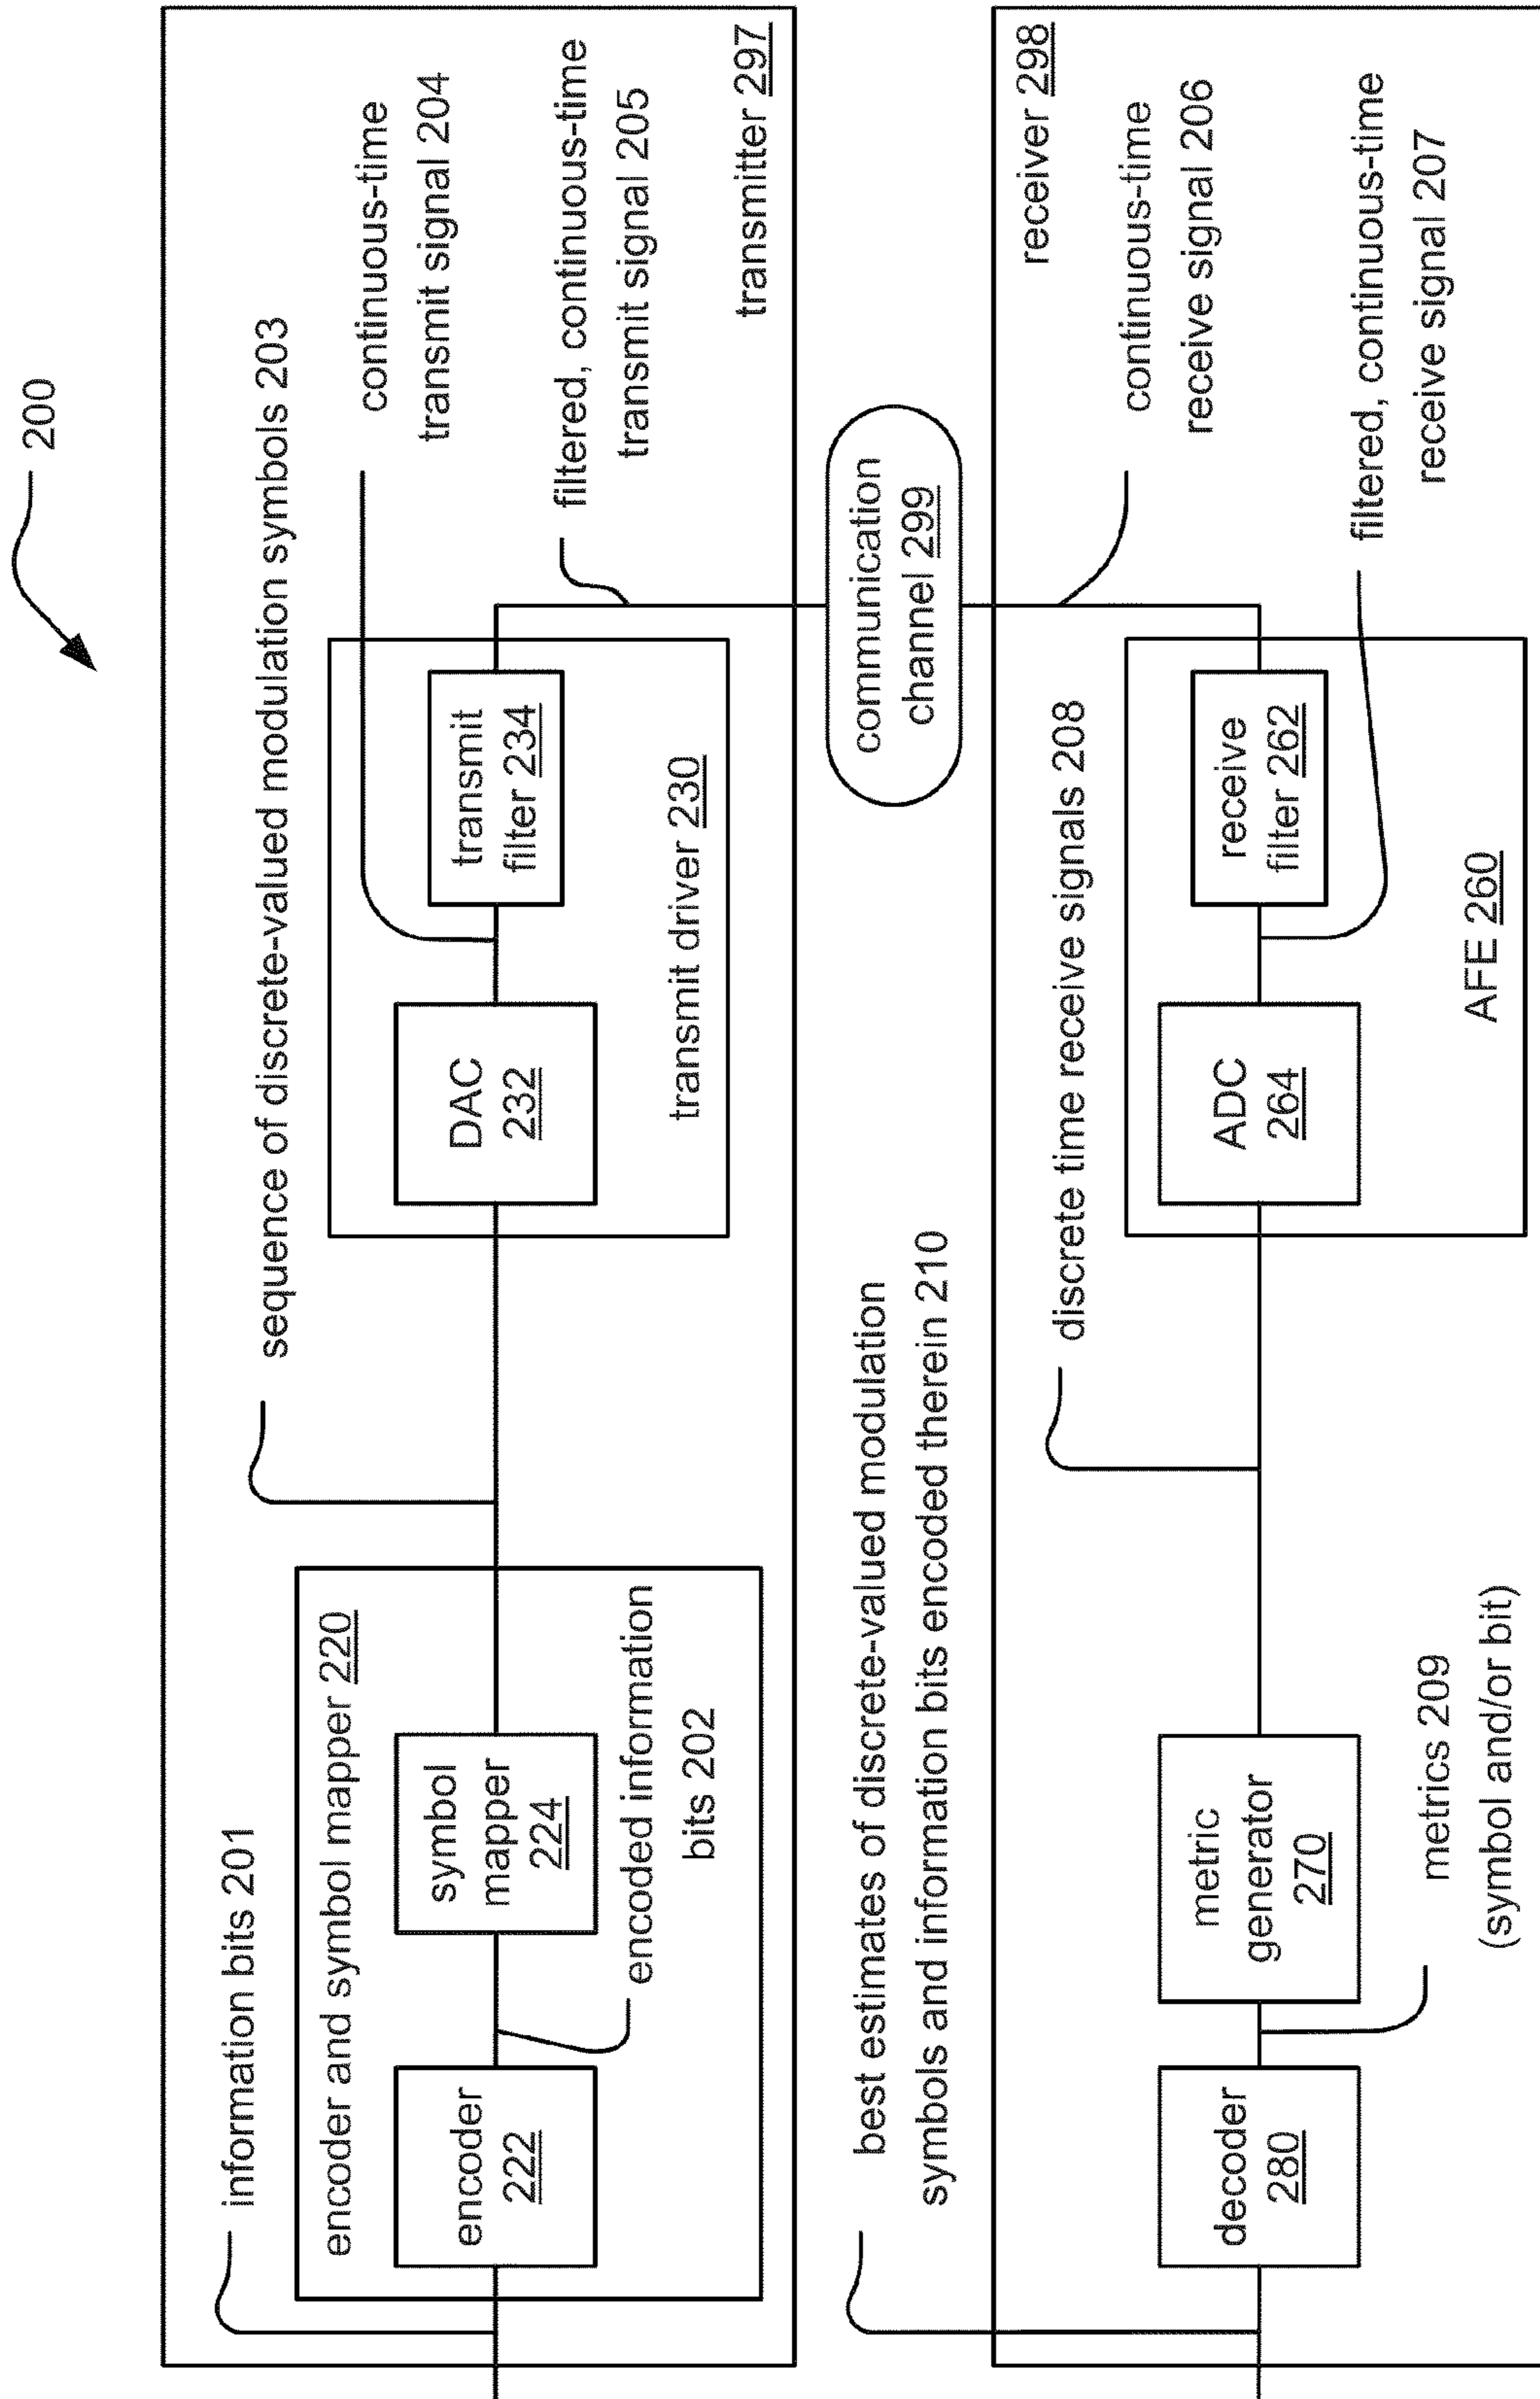 200
information bits 201
sequence of discrete-valued modulation symbols 203
encoder and symbol mapper 220
encoder
222
symbol
mapper
224
encoded information
bits 202
DAC
232
transmit
filter 234
transmit driver 230
continuous-time
transmit signal 204
filtered, continuous-time
transmit signal 205
transmitter 297
communication
channel 299
best estimates of discrete-valued modulation
symbols and information bits encoded therein 210
discrete time receive signals 208
receiver 298
continuous-time
receive signal 206
decoder
280
metric
generator
270
metrics 209
(symbol and/or bit)
ADC
264
receive
filter 262
AFE 260
filtered, continuous-time
receive signal 207